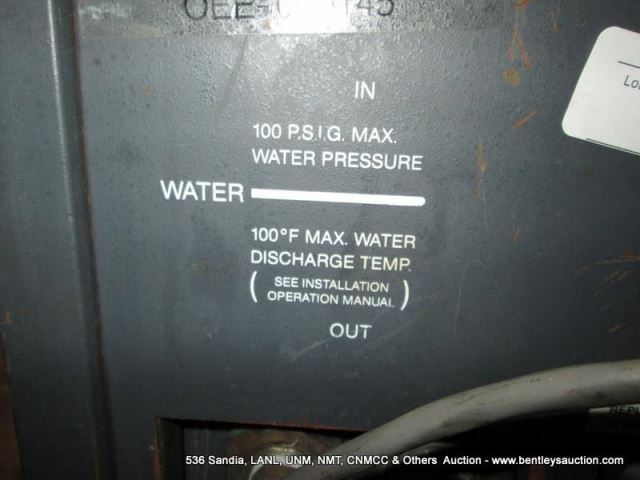 IN
100 P.S.I.G. MAX.
WATER PRESSURE
WATER
100°F MAX. WATER
DISCHARGE TEMP.
( SEE INSTALLATION
OPERATION MANUAL )
OUT
536 Sandia, LANL, UNM, NMT, CNMCC & Others Auction - www.bentleysauction.com